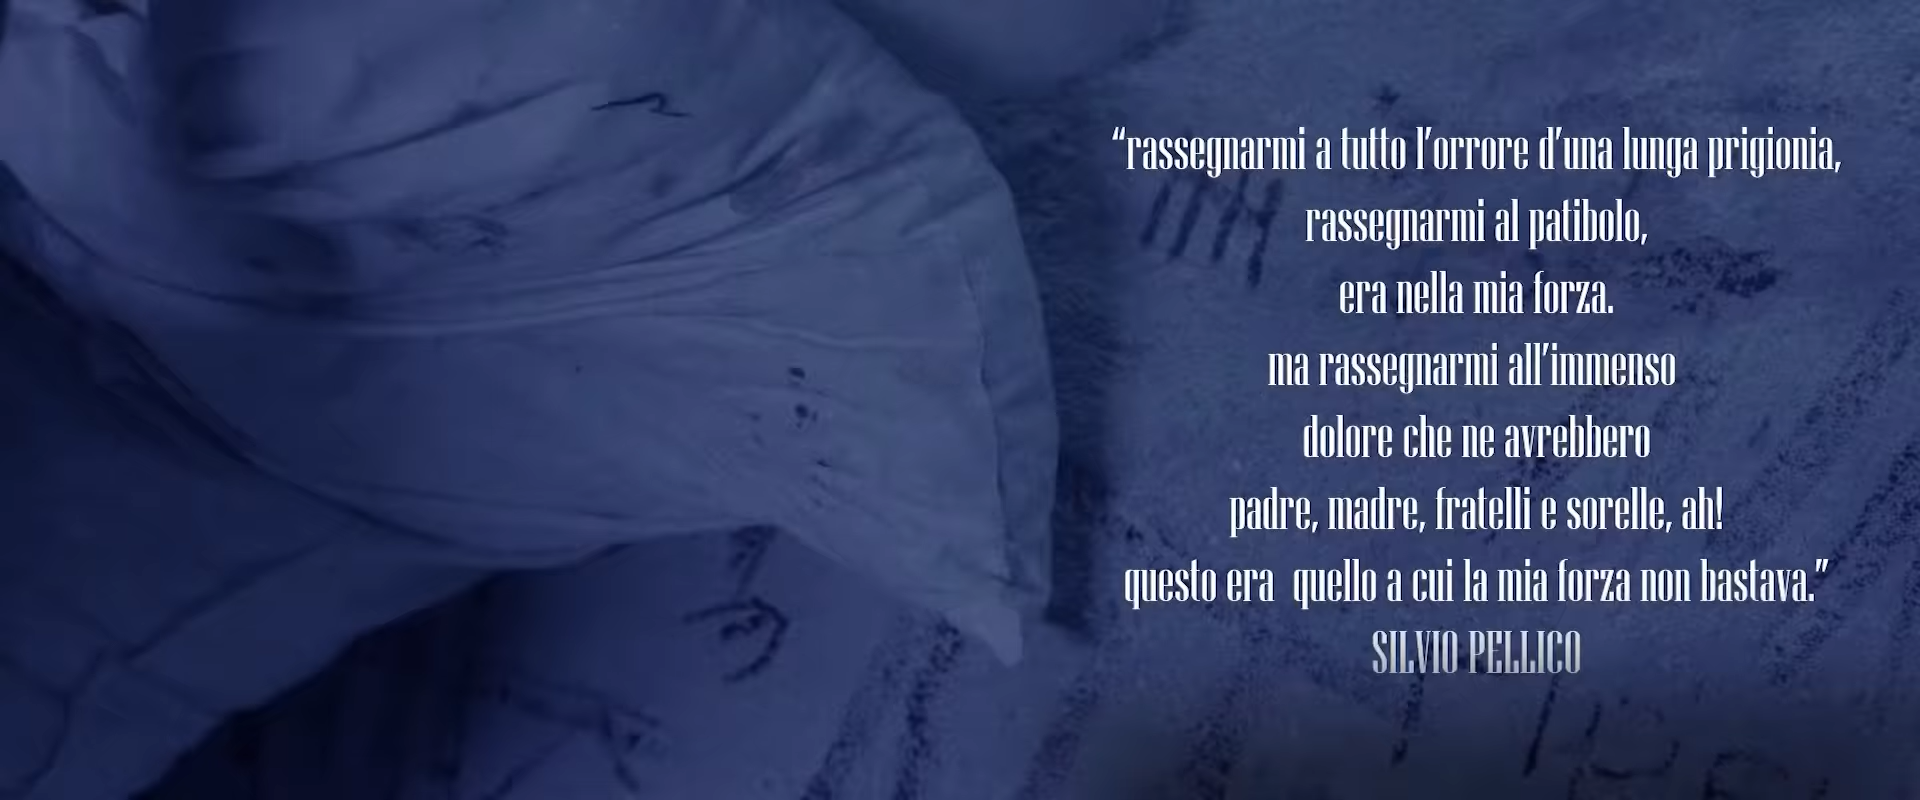 “rassegnarmi a tutto l'orrore d'una lunga prigionia,
rassegnarmi al patibolo,
era nella mia forza.
ma rassegnarmi all'immenso
dolore che ne avrebbero
padre, madre, fratelli e sorelle, ah!
questo era  quello a cui la mia forza non bastava.”
SILVIO PELLICO